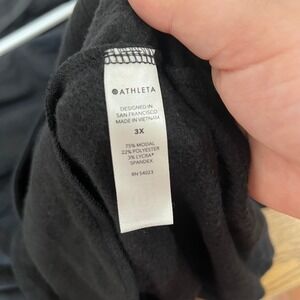 ATHLETA
DESIGNED IN
SAN FRANCISCO
MADE IN VIETNAM
3X
75% MODAL
22% POLYESTER
3% LYCRA®
SPANDEX
RN 54023